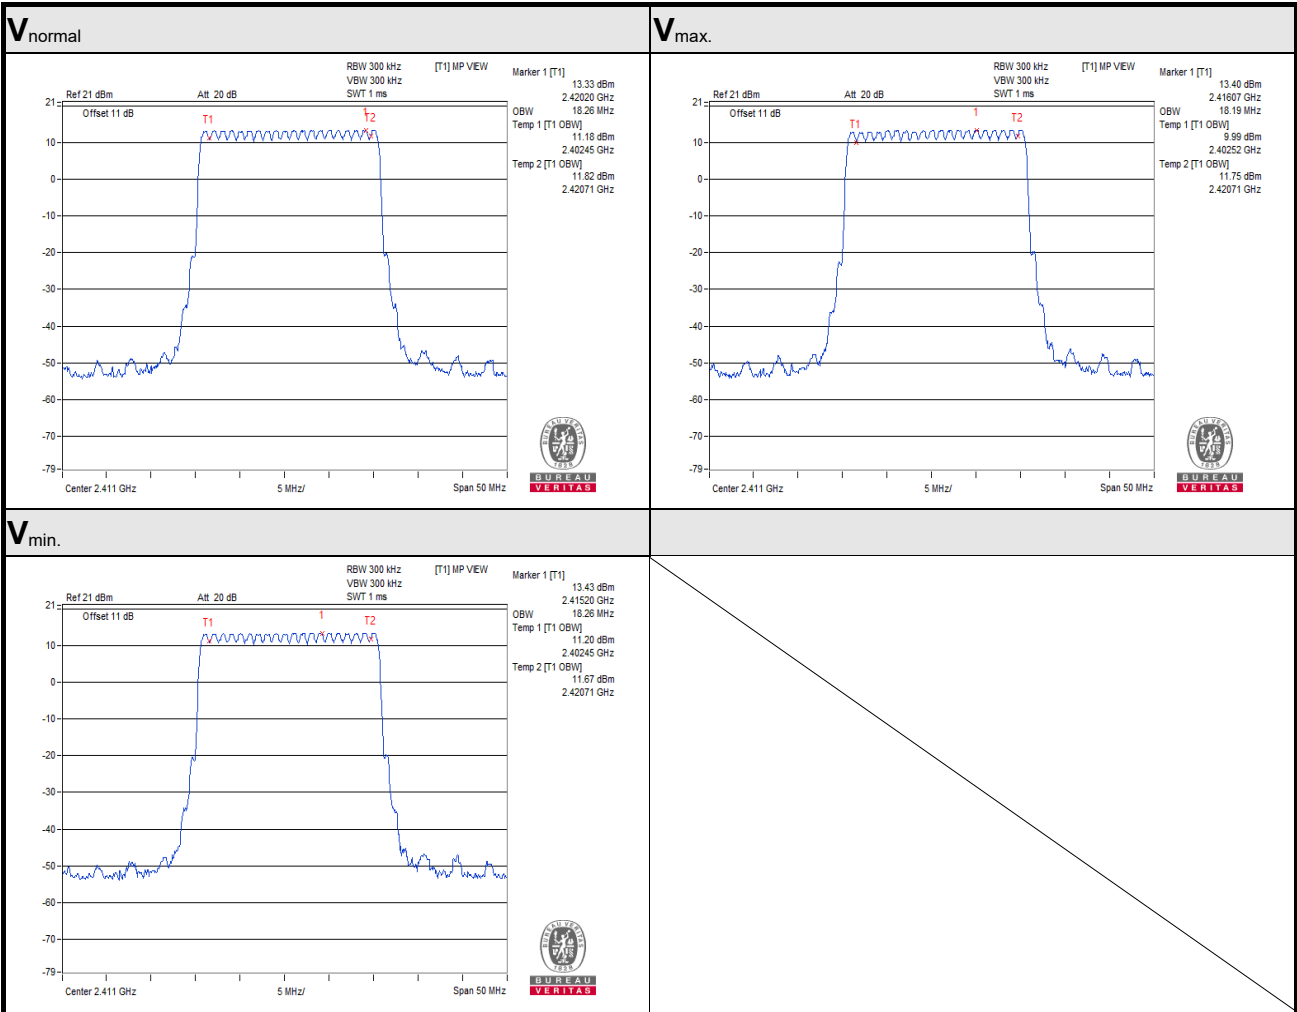 Vnormal
RBW 300 kHz [T1] MP VIEW
VBW 300 kHz
Ref 21 dBm Att 20 dB SWT 1 ms
Offset 11 dB
Marker 1 [T1]
13.33 dBm
2.42020 GHz
OBW 18.26 MHz
Temp 1 [T1 OBW]
11.18 dBm
2.40245 GHz
Temp 2 [T1 OBW]
11.82 dBm
2.42071 GHz
T1
1
T2
21
10
0
-10
-20
-30
-40
-50
-60
-70
-79
Center 2.411 GHz 5 MHz/ Span 50 MHz
BUREAU VERITAS
1828
BUREAU
VERITAS
Vmax.
RBW 300 kHz [T1] MP VIEW
VBW 300 kHz
Ref 21 dBm Att 20 dB SWT 1 ms
Offset 11 dB
Marker 1 [T1]
13.40 dBm
2.41607 GHz
OBW 18.19 MHz
Temp 1 [T1 OBW]
9.99 dBm
2.40252 GHz
Temp 2 [T1 OBW]
11.75 dBm
2.42071 GHz
T1
1
T2
21
10
0
-10
-20
-30
-40
-50
-60
-70
-79
Center 2.411 GHz 5 MHz/ Span 50 MHz
BUREAU VERITAS
1828
BUREAU
VERITAS
Vmin.
RBW 300 kHz [T1] MP VIEW
VBW 300 kHz
Ref 21 dBm Att 20 dB SWT 1 ms
Offset 11 dB
Marker 1 [T1]
13.43 dBm
2.41520 GHz
OBW 18.26 MHz
Temp 1 [T1 OBW]
11.20 dBm
2.40245 GHz
Temp 2 [T1 OBW]
11.67 dBm
2.42071 GHz
T1
1
T2
21
10
0
-10
-20
-30
-40
-50
-60
-70
-79
Center 2.411 GHz 5 MHz/ Span 50 MHz
BUREAU VERITAS
1828
BUREAU
VERITAS